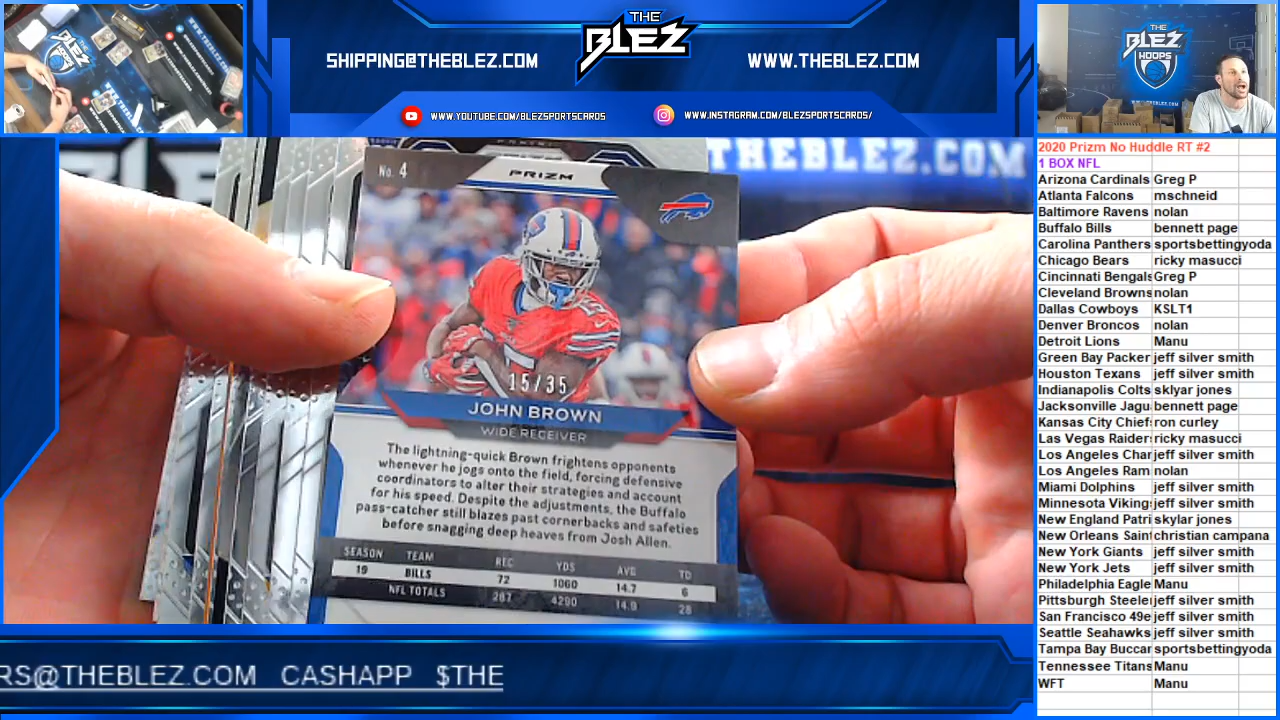 THE
BLEZ
SHIPPING@THEBLEZ.COM
WWW.THEBLEZ.COM
WWW.YOUTUBE.COM/BLEZSPORTSCARDS
WWW.INSTAGRAM.COM/BLEZSPORTSCARDS/
THE
BLEZ
HOOPS
THEBLEZ.COM
No. 4
PRIZM
15/35
JOHN BROWN
WIDE RECEIVER
The lightning-quick Brown frightens opponents
whenever he jogs onto the field, forcing defensive
coordinators to alter their strategies and account
for his speed. Despite the adjustments, the Buffalo
pass-catcher still blazes past cornerbacks and safeties
before snagging deep heaves from Josh Allen.
SEASON TEAM REC YDS AVG TD
19 BILLS 72 1060 14.7 6
NFL TOTALS 287 4290 14.9 28
2020 Prizm No Huddle RT #2
1 BOX NFL
Arizona Cardinals Greg P
Atlanta Falcons mschneid
Baltimore Ravens nolan
Buffalo Bills bennett page
Carolina Panthers sportsbettingyoda
Chicago Bears ricky masucci
Cincinnati Bengals Greg P
Cleveland Browns nolan
Dallas Cowboys KSLT1
Denver Broncos nolan
Detroit Lions Manu
Green Bay Packer jeff silver smith
Houston Texans jeff silver smith
Indianapolis Colts sklyar jones
Jacksonville Jagu bennett page
Kansas City Chiefs ron curley
Las Vegas Raider ricky masucci
Los Angeles Char jeff silver smith
Los Angeles Ram nolan
Miami Dolphins jeff silver smith
Minnesota Viking jeff silver smith
New England Patri skylar jones
New Orleans Saint christian campana
New York Giants jeff silver smith
New York Jets jeff silver smith
Philadelphia Eagle Manu
Pittsburgh Steele jeff silver smith
San Francisco 49e jeff silver smith
Seattle Seahawks jeff silver smith
Tampa Bay Buccan sportsbettingyoda
Tennessee Titans Manu
WFT Manu
RS@THEBLEZ.COM CASHAPP $THE